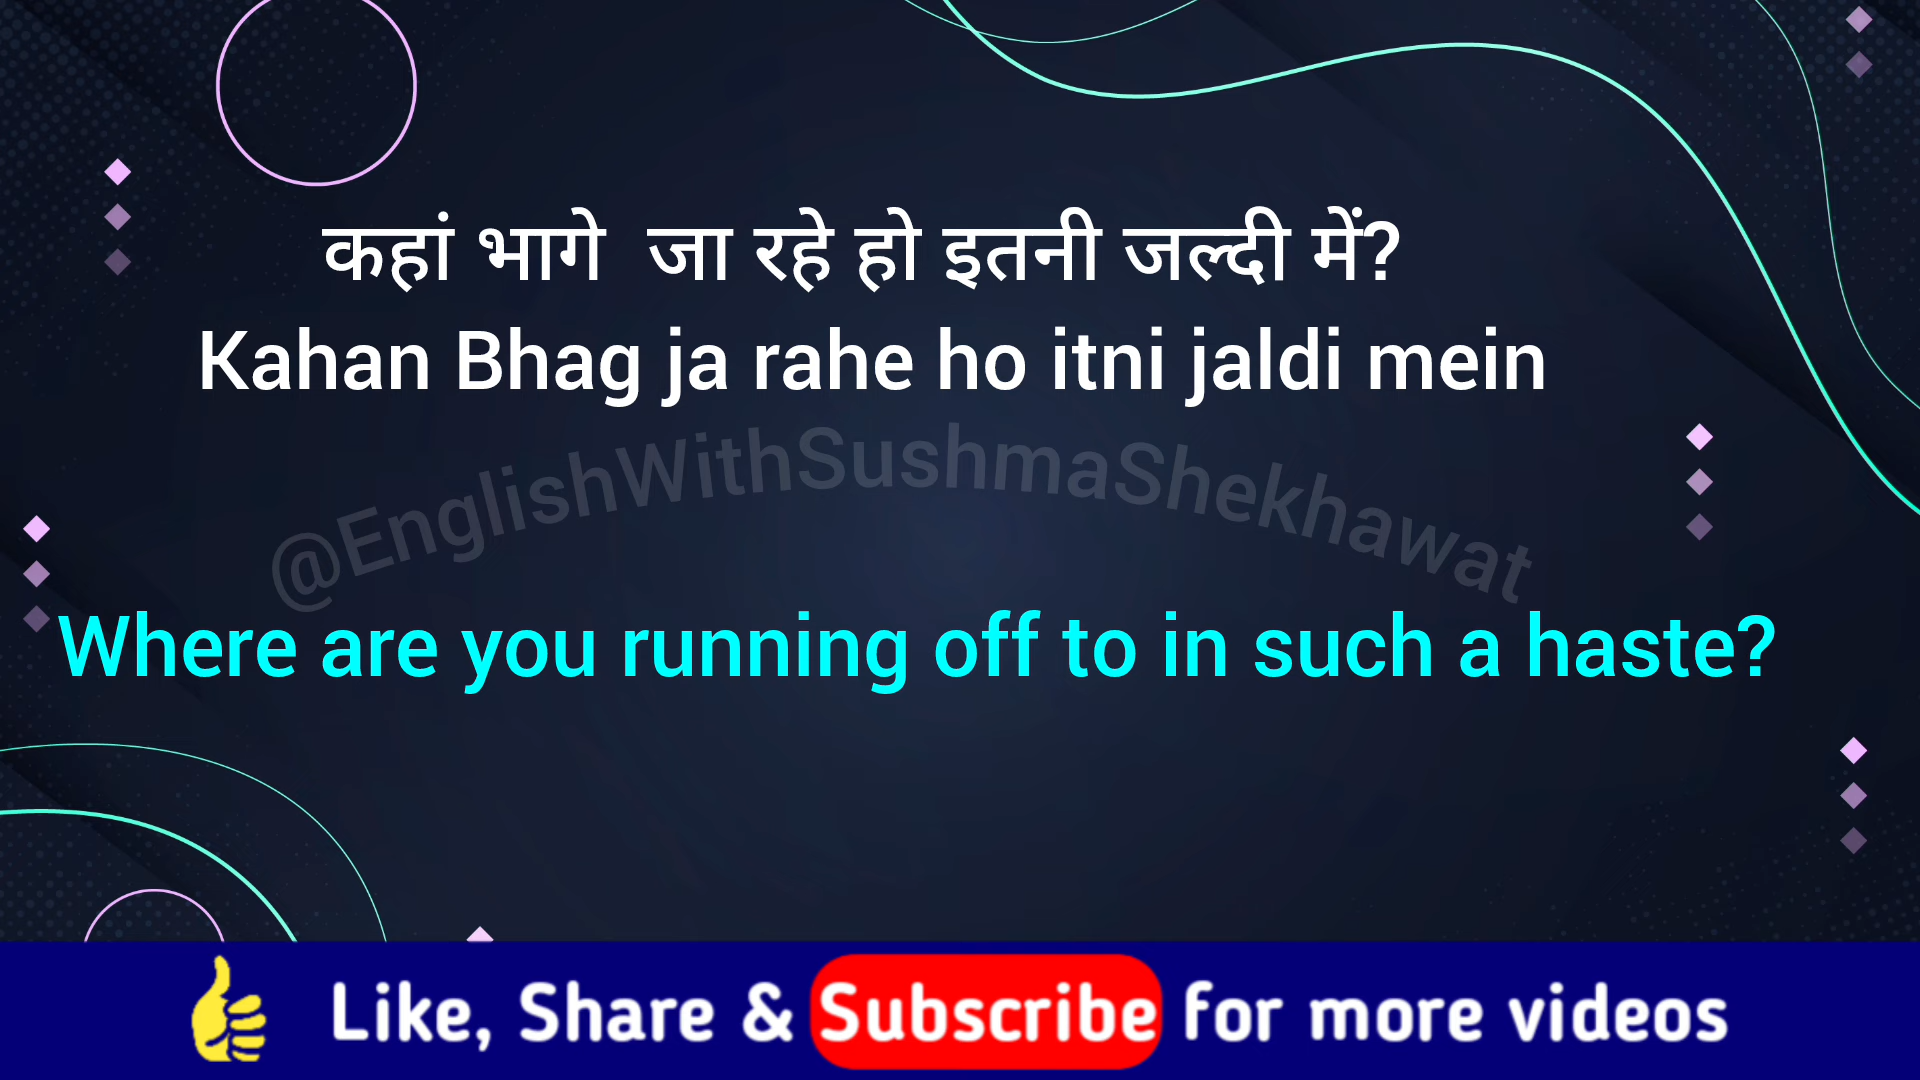 कहां भागे जा रहे हो इतनी जल्दी में?
Kahan Bhag ja rahe ho itni jaldi mein
@EnglishWithSushmaShekhawat
Where are you running off to in such a haste?
Like, Share & Subscribe for more videos